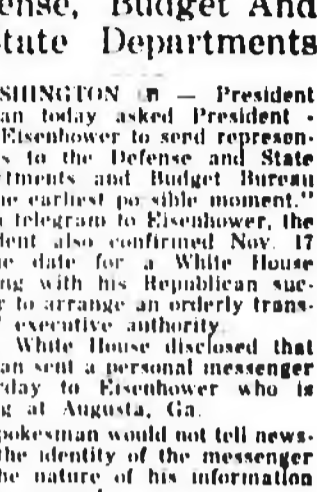 ense, Budget And
tate Departments
SHINGTON — President
an today asked President -
Eisenhower to send represen-
s to the Defense and State
rtments and Budget Bureau
he earliest possible moment."
a telegram to Eisenhower, the
dent also confirmed Nov. 17
he date for a White House
ng with his Republican suc-
r to arrange an orderly trans-
executive authority.
White House disclosed that
an sent a personal messenger
rday to Eisenhower who is
g at Augusta, Ga.
pokesman would not tell news-
the identity of the messenger
he nature of his information